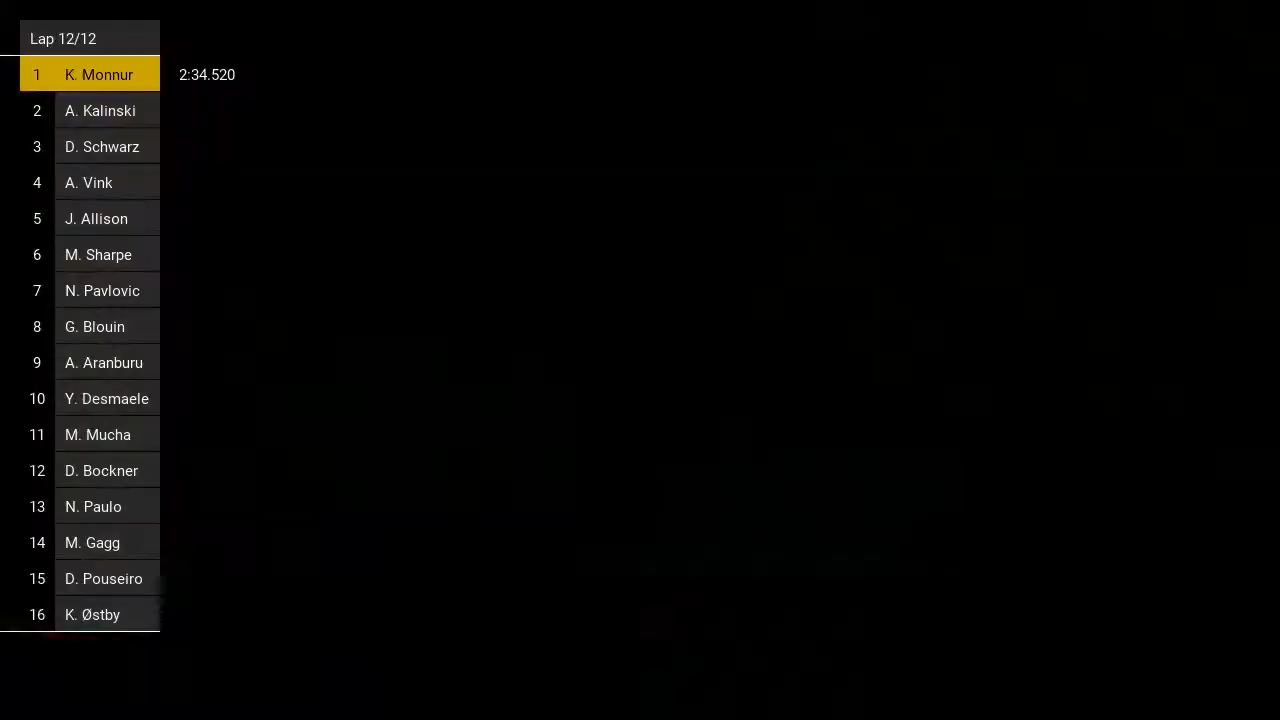 Lap 12/12
1 K. Monnur 2:34.520
2 A. Kalinski
3 D. Schwarz
4 A. Vink
5 J. Allison
6 M. Sharpe
7 N. Pavlovic
8 G. Blouin
9 A. Aranburu
10 Y. Desmaele
11 M. Mucha
12 D. Bockner
13 N. Paulo
14 M. Gagg
15 D. Pouseiro
16 K. Østby